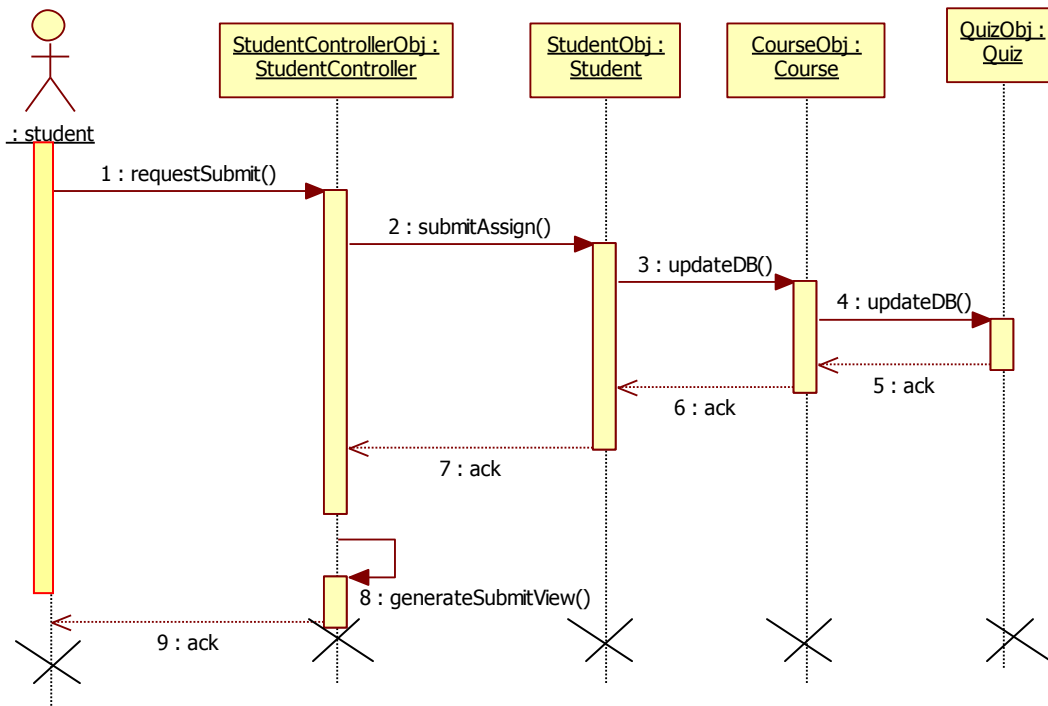 StudentControllerObj :
StudentController
StudentObj :
Student
CourseObj :
Course
QuizObj :
Quiz
: student
1 : requestSubmit()
2 : submitAssign()
3 : updateDB()
4 : updateDB()
5 : ack
6 : ack
7 : ack
8 : generateSubmitView()
9 : ack